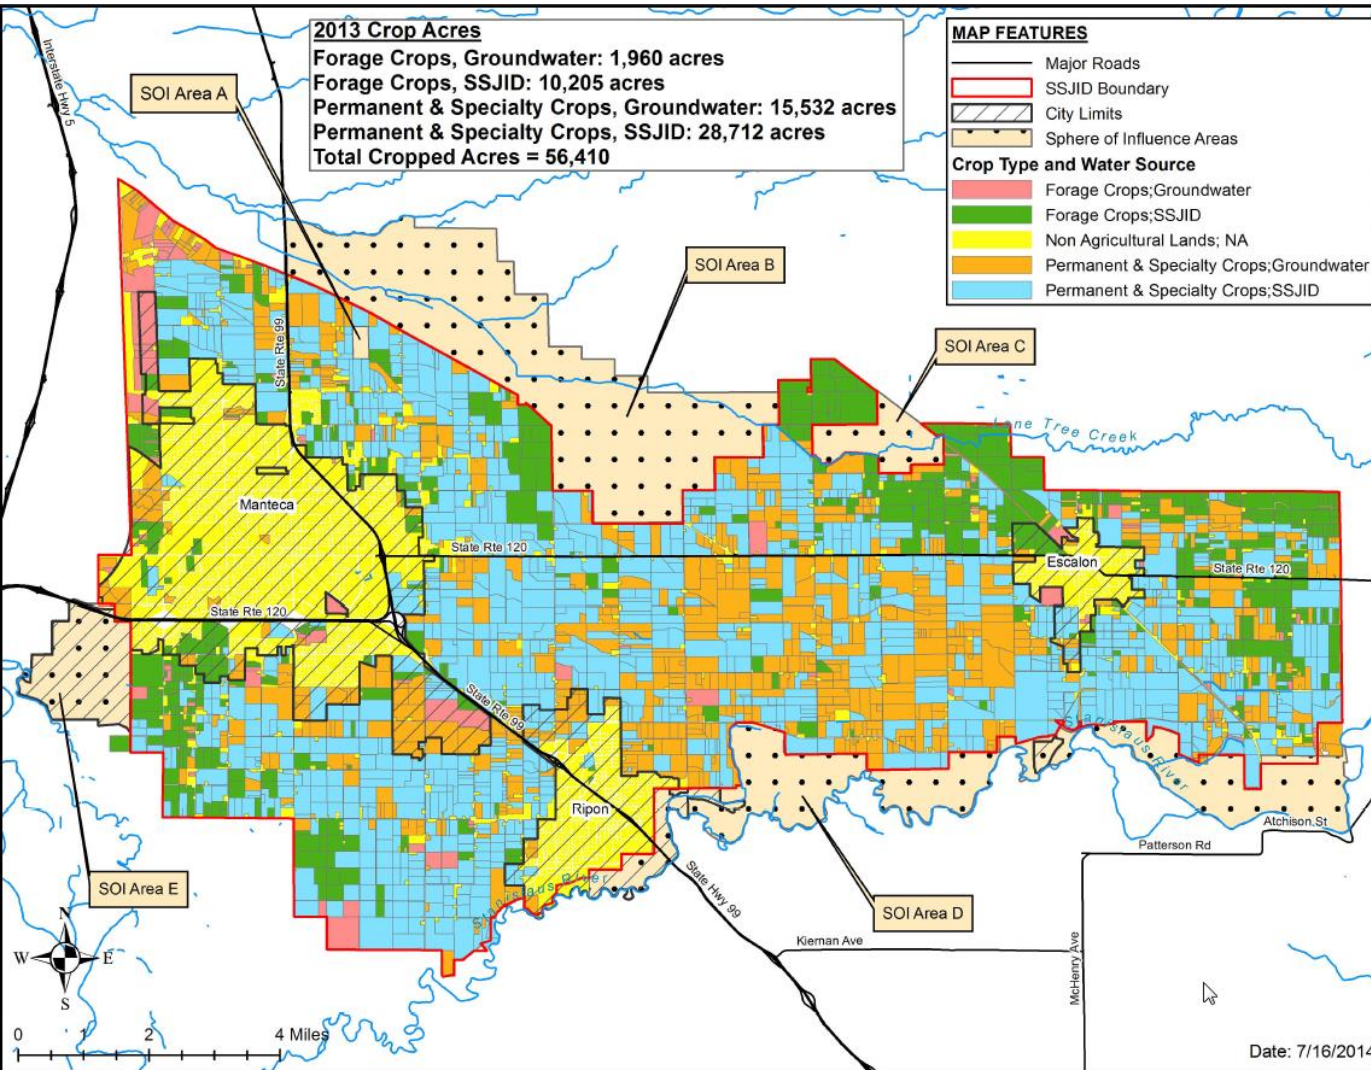 2013 Crop Acres
Forage Crops, Groundwater: 1,960 acres
Forage Crops, SSJID: 10,205 acres
Permanent & Specialty Crops, Groundwater: 15,532 acres
Permanent & Specialty Crops, SSJID: 28,712 acres
Total Cropped Acres = 56,410
MAP FEATURES
Major Roads
SSJID Boundary
City Limits
Sphere of Influence Areas
Crop Type and Water Source
Forage Crops;Groundwater
Forage Crops;SSJID
Non Agricultural Lands; NA
Permanent & Specialty Crops;Groundwater
Permanent & Specialty Crops;SSJID
Interstate Hwy 5
SOI Area A
SOI Area B
SOI Area C
State Rte 99
Lone Tree Creek
Manteca
State Rte 120
Escalon
State Rte 120
State Rte 120
State Rte 99
Stanislaus River
Ripon
Atchison St
Patterson Rd
SOI Area E
Stanislaus River
State Hwy 99
SOI Area D
Kiernan Ave
McHenry Ave
N
W E
S
0 1 2 4 Miles
Date: 7/16/2014